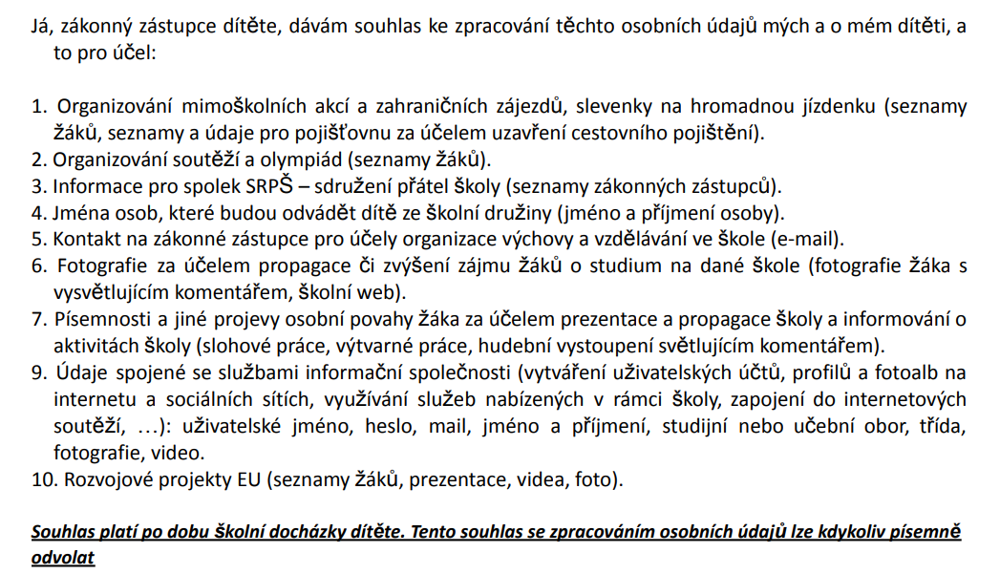 Já, zákonný zástupce dítěte, dávám souhlas ke zpracování těchto osobních údajů mých a o mém dítěti, a
to pro účel:
1. Organizování mimoškolních akcí a zahraničních zájezdů, slevenky na hromadnou jízdenku (seznamy
žáků, seznamy a údaje pro pojišťovnu za účelem uzavření cestovního pojištění).
2. Organizování soutěží a olympiád (seznamy žáků).
3. Informace pro spolek SRPŠ – sdružení přátel školy (seznamy zákonných zástupců).
4. Jména osob, které budou odvádět dítě ze školní družiny (jméno a příjmení osoby).
5. Kontakt na zákonné zástupce pro účely organizace výchovy a vzdělávání ve škole (e-mail).
6. Fotografie za účelem propagace či zvýšení zájmu žáků o studium na dané škole (fotografie žáka s
vysvětlujícím komentářem, školní web).
7. Písemnosti a jiné projevy osobní povahy žáka za účelem prezentace a propagace školy a informování o
aktivitách školy (slohové práce, výtvarné práce, hudební vystoupení světlujícím komentářem).
9. Údaje spojené se službami informační společnosti (vytváření uživatelských účtů, profilů a fotoalb na
internetu a sociálních sítích, využívání služeb nabízených v rámci školy, zapojení do internetových
soutěží, …): uživatelské jméno, heslo, mail, jméno a příjmení, studijní nebo učební obor, třída,
fotografie, video.
10. Rozvojové projekty EU (seznamy žáků, prezentace, videa, foto).
Souhlas platí po dobu školní docházky dítěte. Tento souhlas se zpracováním osobních údajů lze kdykoliv písemně
odvolat